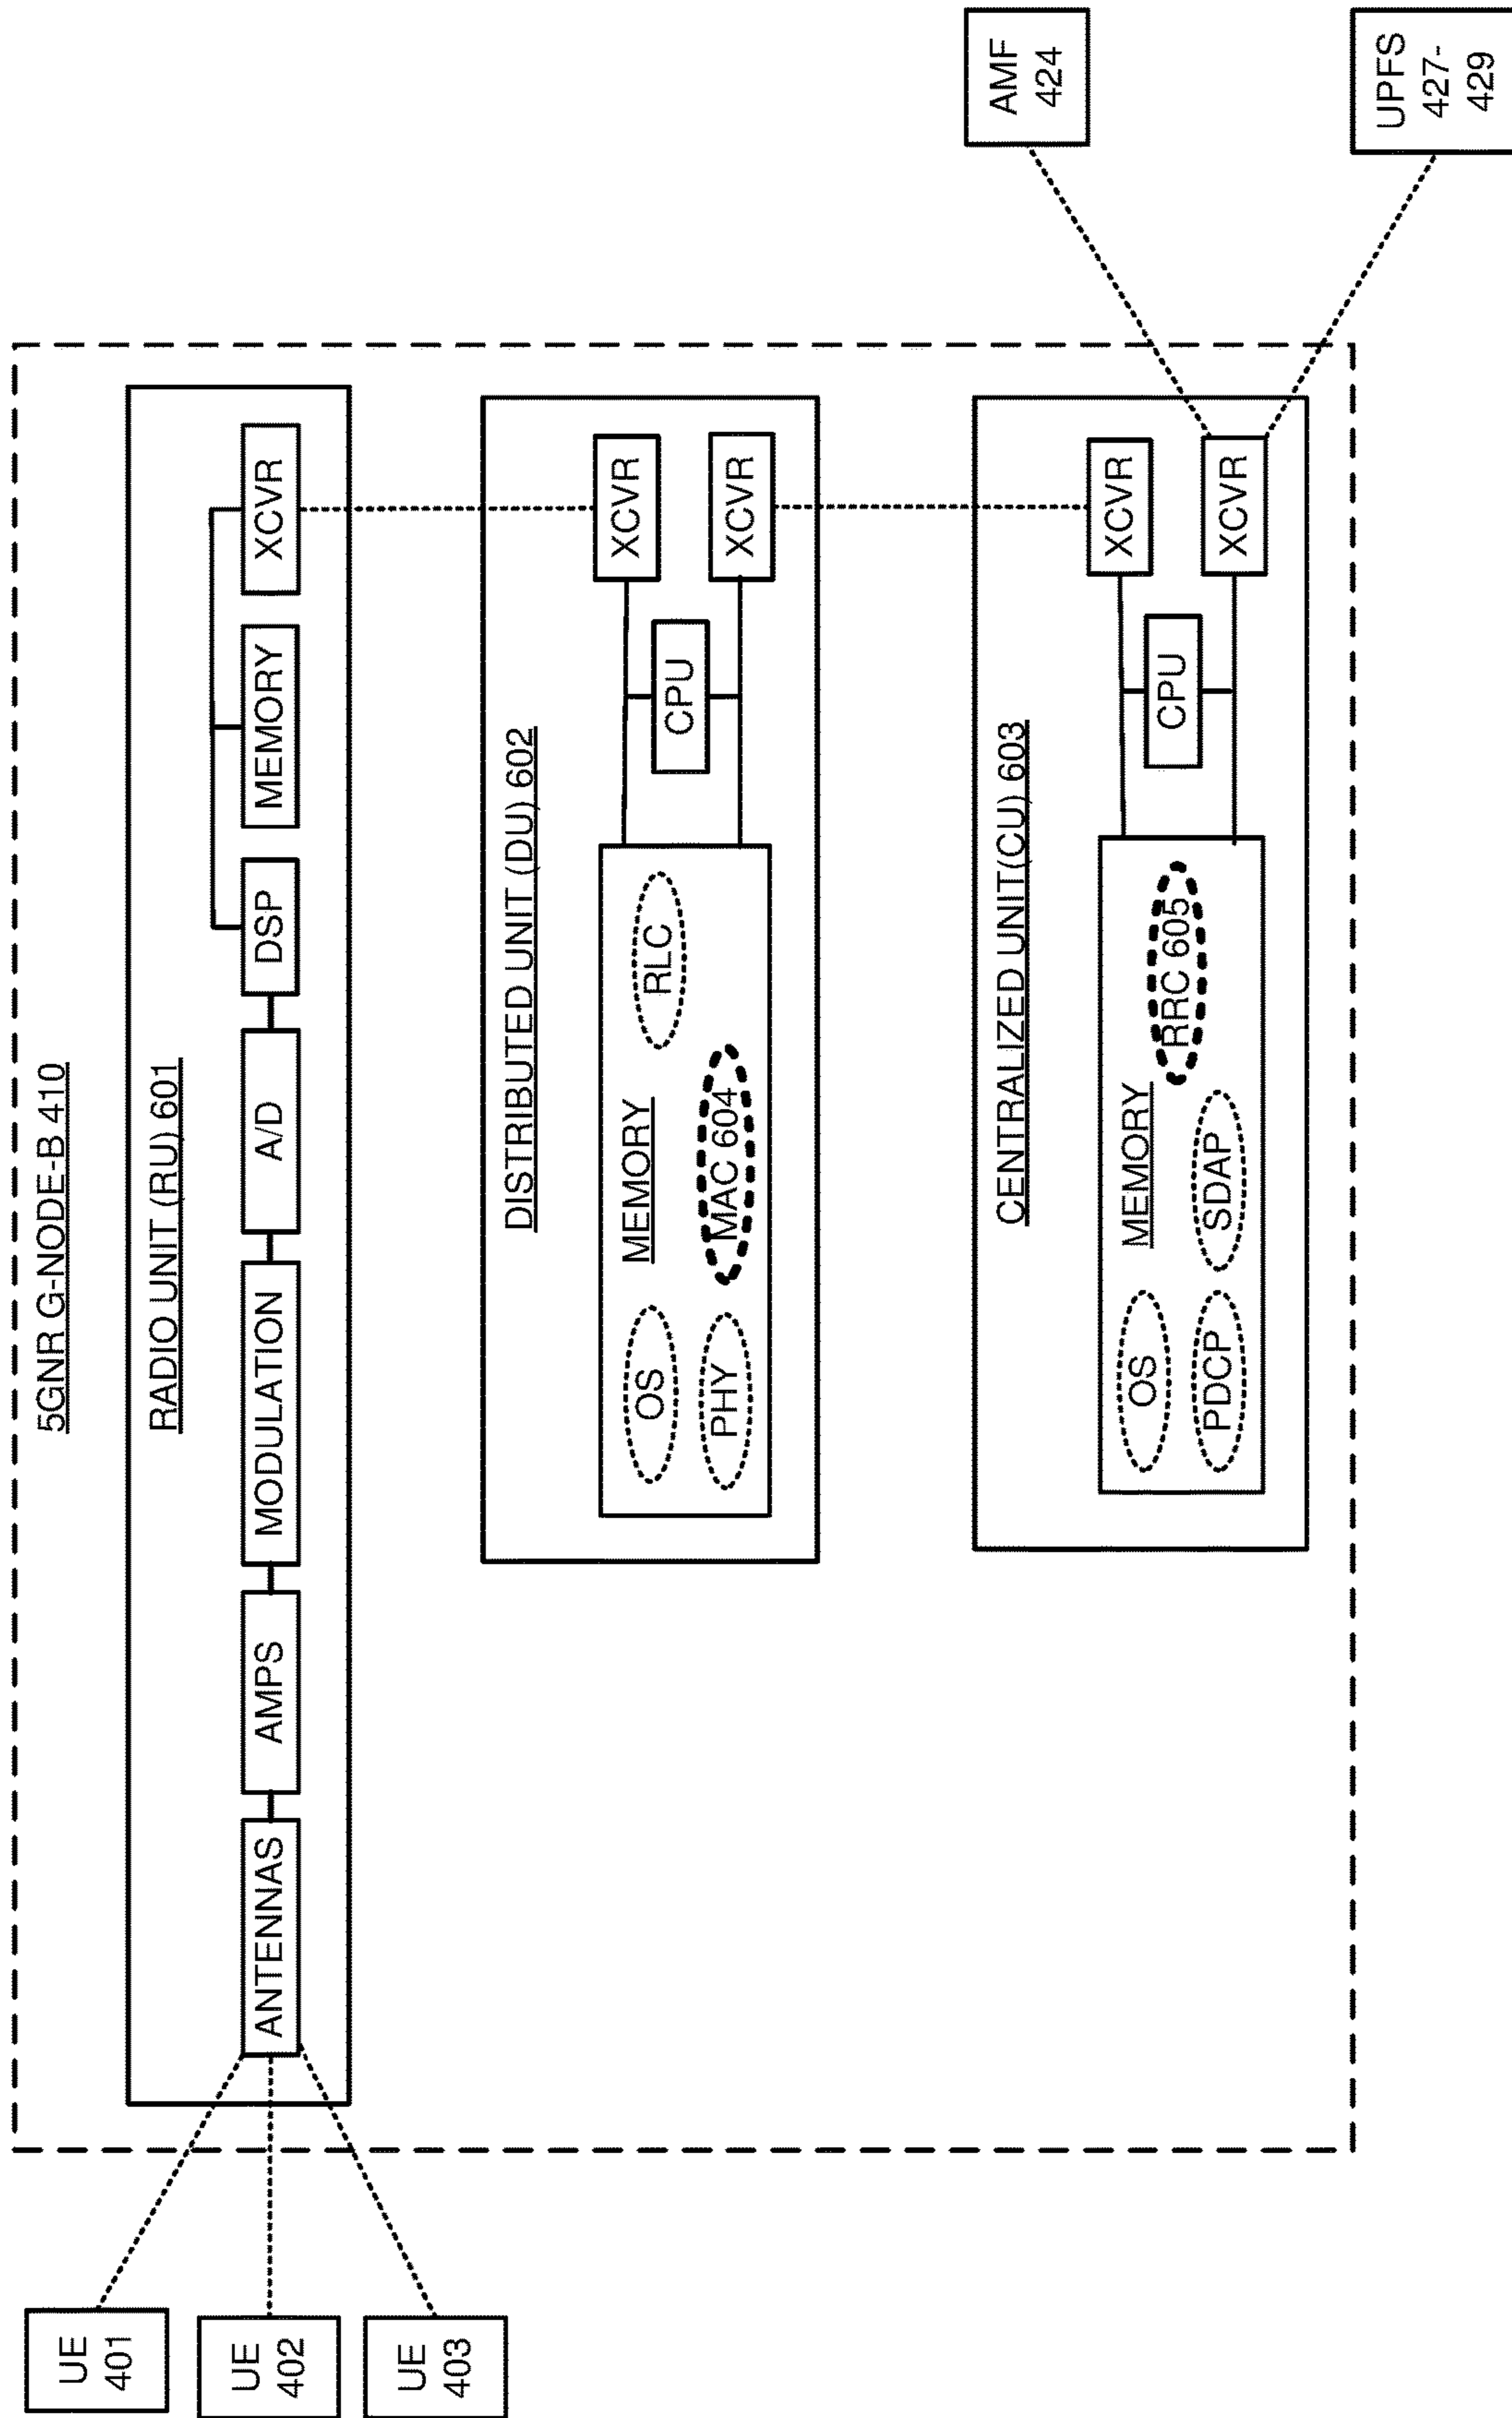 5GNR G-NODE-B 410
RADIO UNIT (RU) 601
ANTENNAS
AMPS
MODULATION
A/D
DSP
MEMORY
XCVR
UE
401
UE
402
UE
403
DISTRIBUTED UNIT (DU) 602
MEMORY
OS
RLC
PHY
MAC 604
CPU
XCVR
XCVR
CENTRALIZED UNIT(CU) 603
MEMORY
OS
RRC 605
PDCP
SDAP
CPU
XCVR
XCVR
AMF
424
UPFS
427-
429